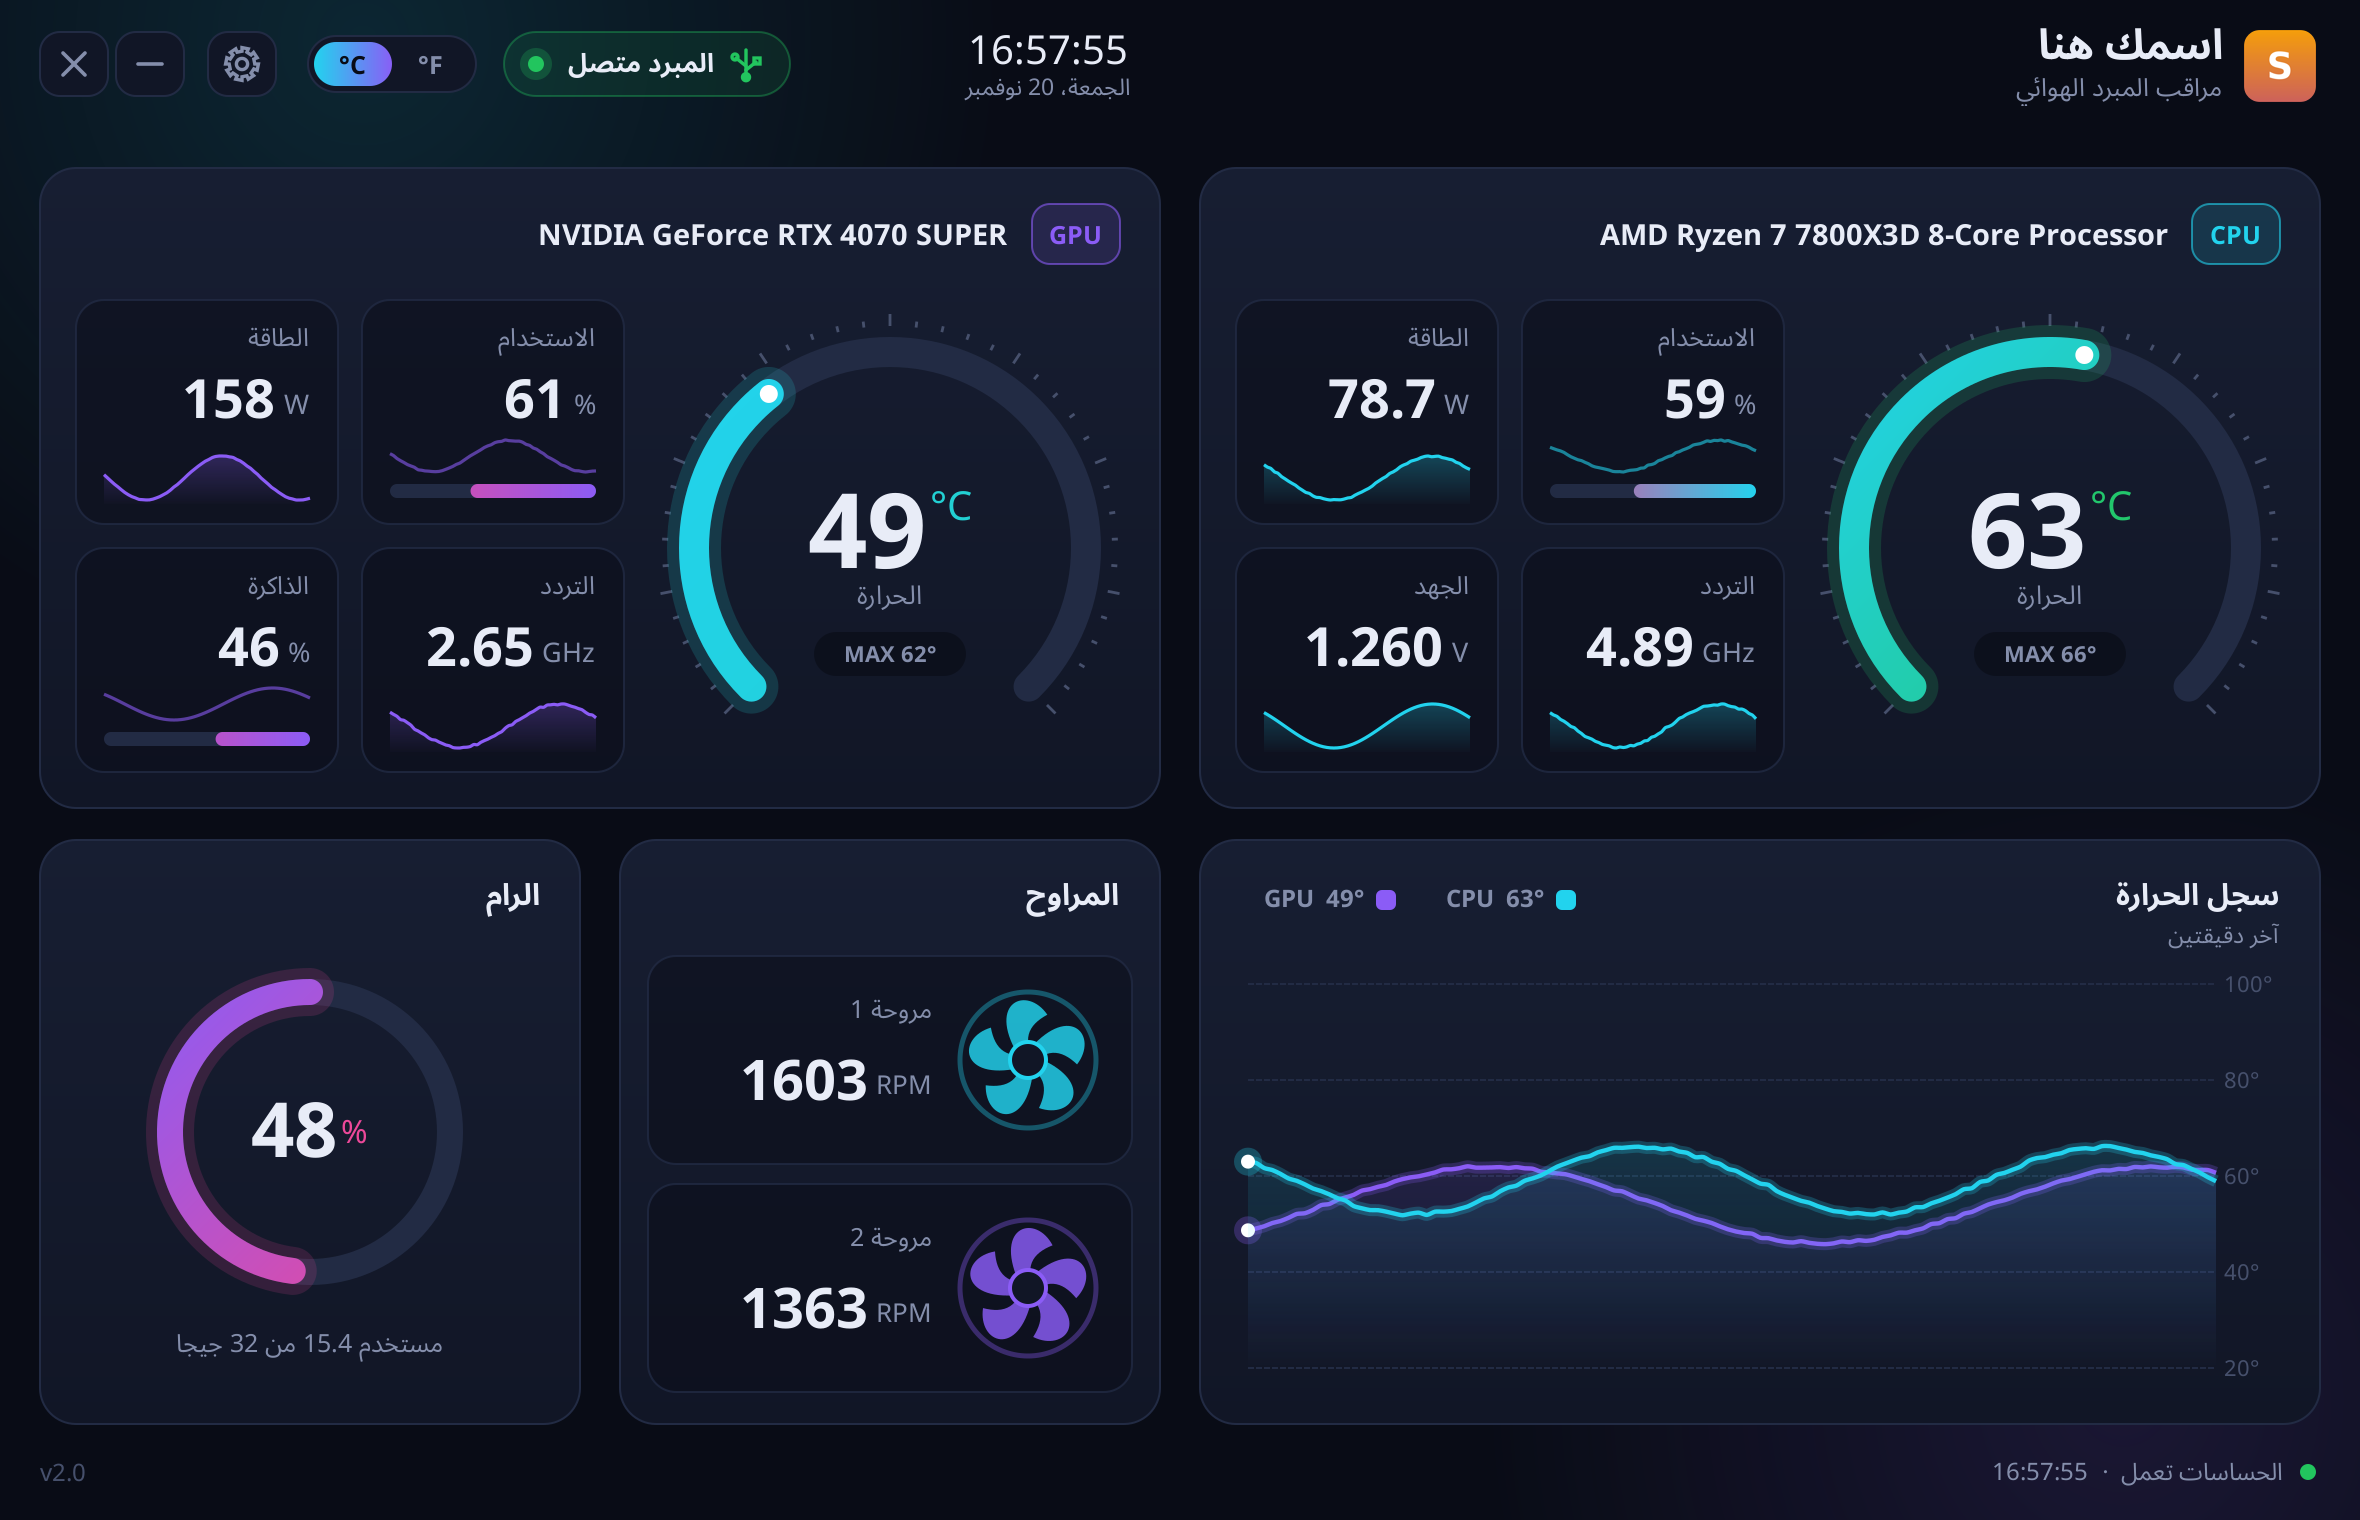 S
اسمك هنا
مراقب المبرد الهوائي
16:57:55
الجمعة، 20 نوفمبر
المبرد متصل
°F
°C
CPU
AMD Ryzen 7 7800X3D 8-Core Processor
63°C
الحرارة
MAX 66°
الاستخدام
59 %
الطاقة
78.7 W
التردد
4.89 GHz
الجهد
1.260 V
GPU
NVIDIA GeForce RTX 4070 SUPER
49°C
الحرارة
MAX 62°
الاستخدام
61 %
الطاقة
158 W
التردد
2.65 GHz
الذاكرة
46 %
سجل الحرارة
آخر دقيقتين
CPU 63°
GPU 49°
100°
80°
60°
40°
20°
المراوح
مروحة 1
1603 RPM
مروحة 2
1363 RPM
الرام
48%
مستخدم 15.4 من 32 جيجا
الحساسات تعمل · 16:57:55
v2.0